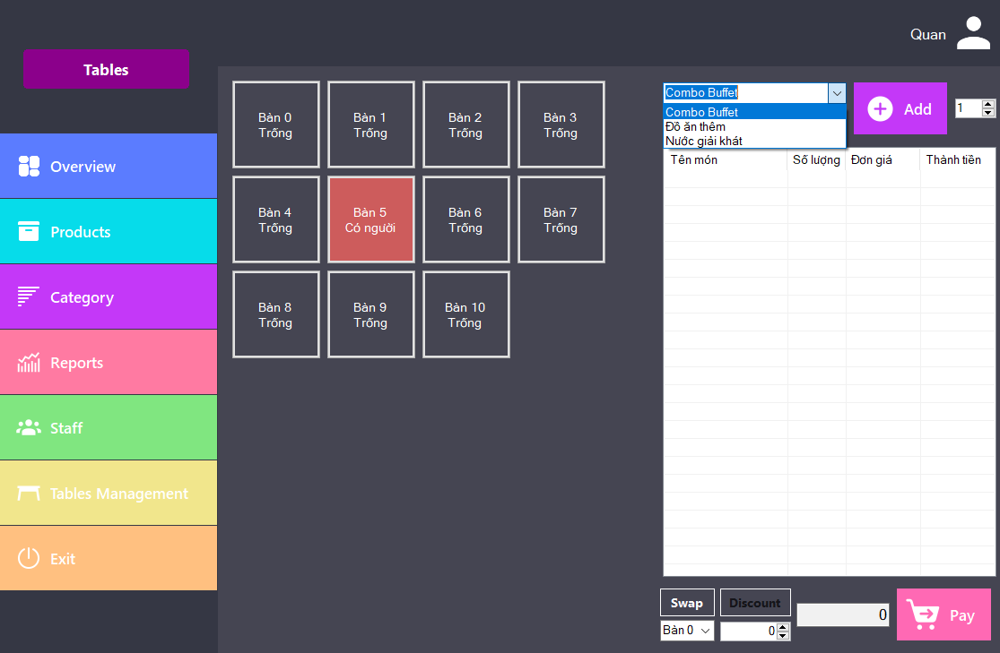 Quan
Tables
Overview
Products
Category
Reports
Staff
Tables Management
Exit
Bàn 0
Trống
Bàn 1
Trống
Bàn 2
Trống
Bàn 3
Trống
Bàn 4
Trống
Bàn 5
Có người
Bàn 6
Trống
Bàn 7
Trống
Bàn 8
Trống
Bàn 9
Trống
Bàn 10
Trống
Combo Buffet
Combo Buffet
Đồ ăn thêm
Nước giải khát
Add
1
Tên món Số lượng Đơn giá Thành tiền
Swap
Discount
Bàn 0
0
0
Pay